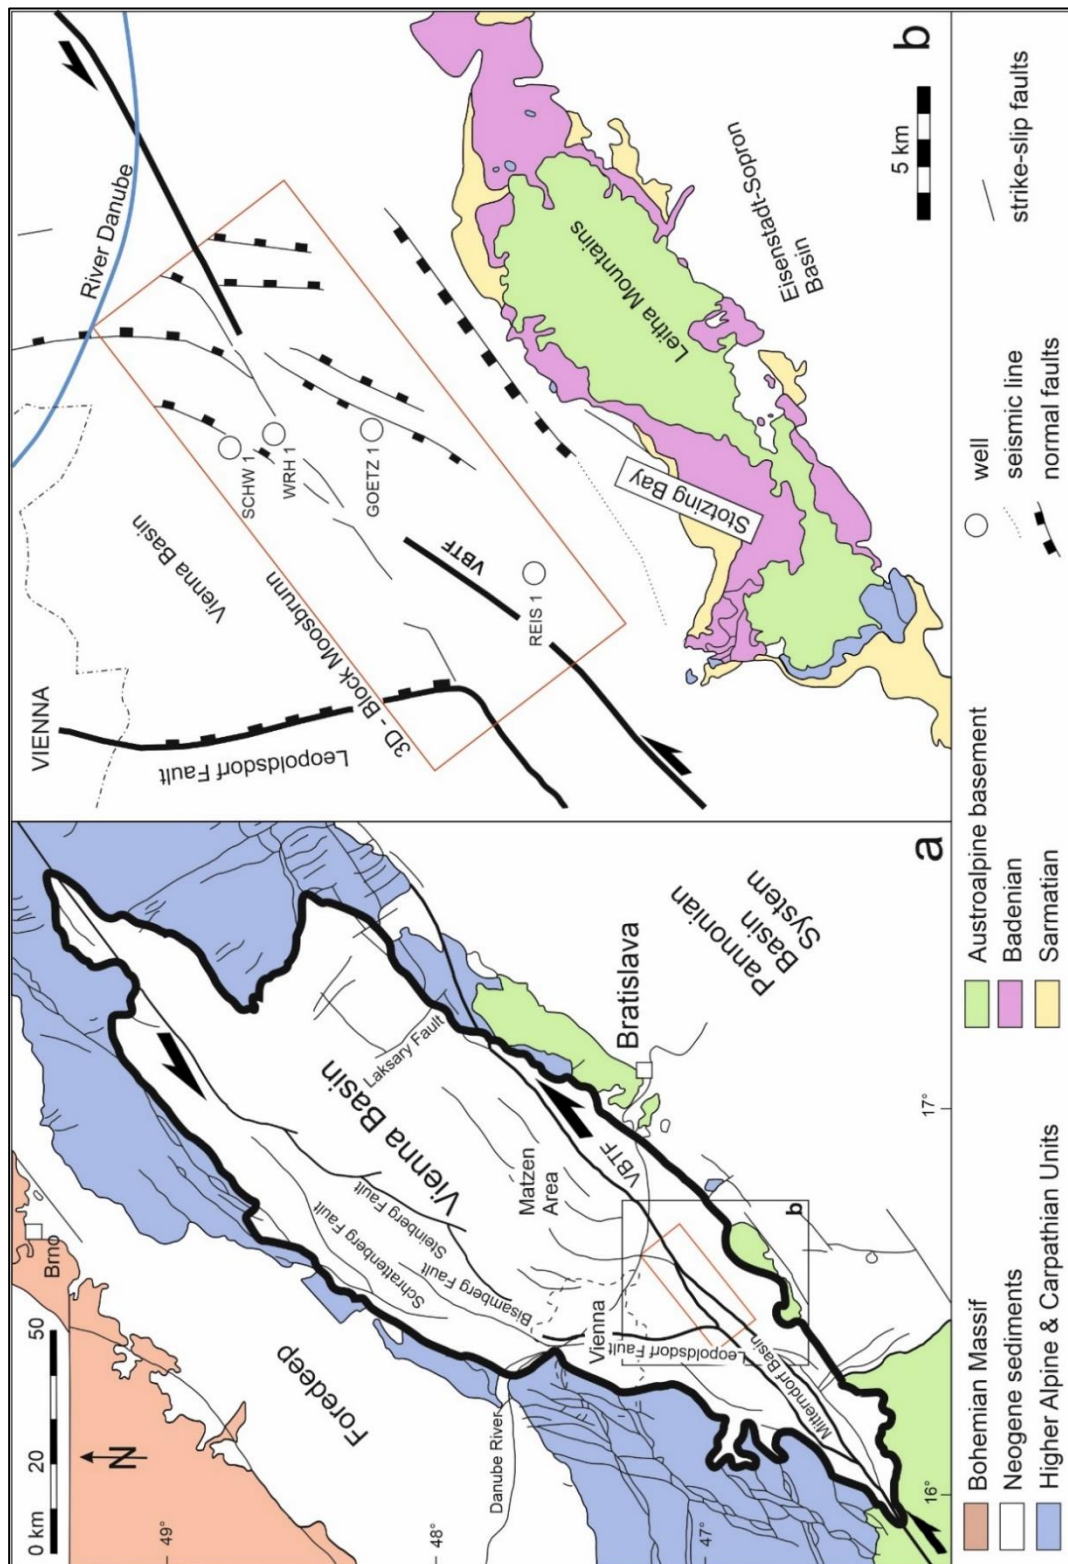 Bohemian Massif
Neogene sediments
Higher Alpine & Carpathian Units
Austroalpine basement
Badenian
Sarmatian
well
seismic line
normal faults
strike-slip faults
a
0 km
20
50
N
49°
48°
47°
16°
17°
Brno
Foredeep
Vienna Basin
Schrattenberg Fault
Steinberg Fault
Bisamberg Fault
Laksary Fault
Matzen
Area
Danube River
Vienna
Leopoldsdorf Fault
Mitterndorf Basin
VBTF
b
Bratislava
Pannonian
Basin
System
b
VIENNA
Leopoldsdorf Fault
Vienna Basin
3D - Block Moosbrunn
River Danube
SCHW 1
WRH 1
GOETZ 1
REIS 1
VBTF
Stotzing Bay
Leitha Mountains
Eisenstadt-Sopron
Basin
5 km